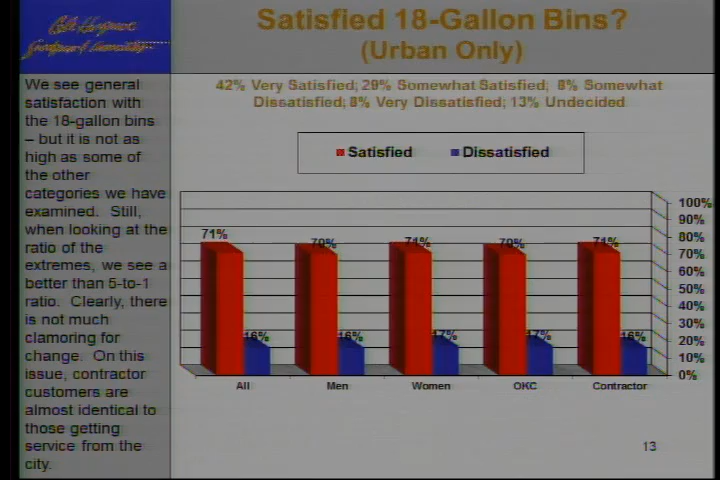 Satisfied 18-Gallon Bins?
(Urban Only)
We see general
satisfaction with
the 18-gallon bins
– but it is not as
high as some of
the other
categories we have
examined. Still,
when looking at the
ratio of the
extremes, we see a
better than 5-to-1
ratio. Clearly, there
is not much
clamoring for
change. On this
issue, contractor
customers are
almost identical to
those getting
service from the
city.
42% Very Satisfied; 29% Somewhat Satisfied; 8% Somewhat
Dissatisfied; 8% Very Dissatisfied; 13% Undecided
Satisfied Dissatisfied
100%
90%
80%
70%
60%
50%
40%
30%
20%
10%
0%
71% 70% 71% 70% 71%
16% 16% 17% 17% 16%
All Men Women OKC Contractor
13